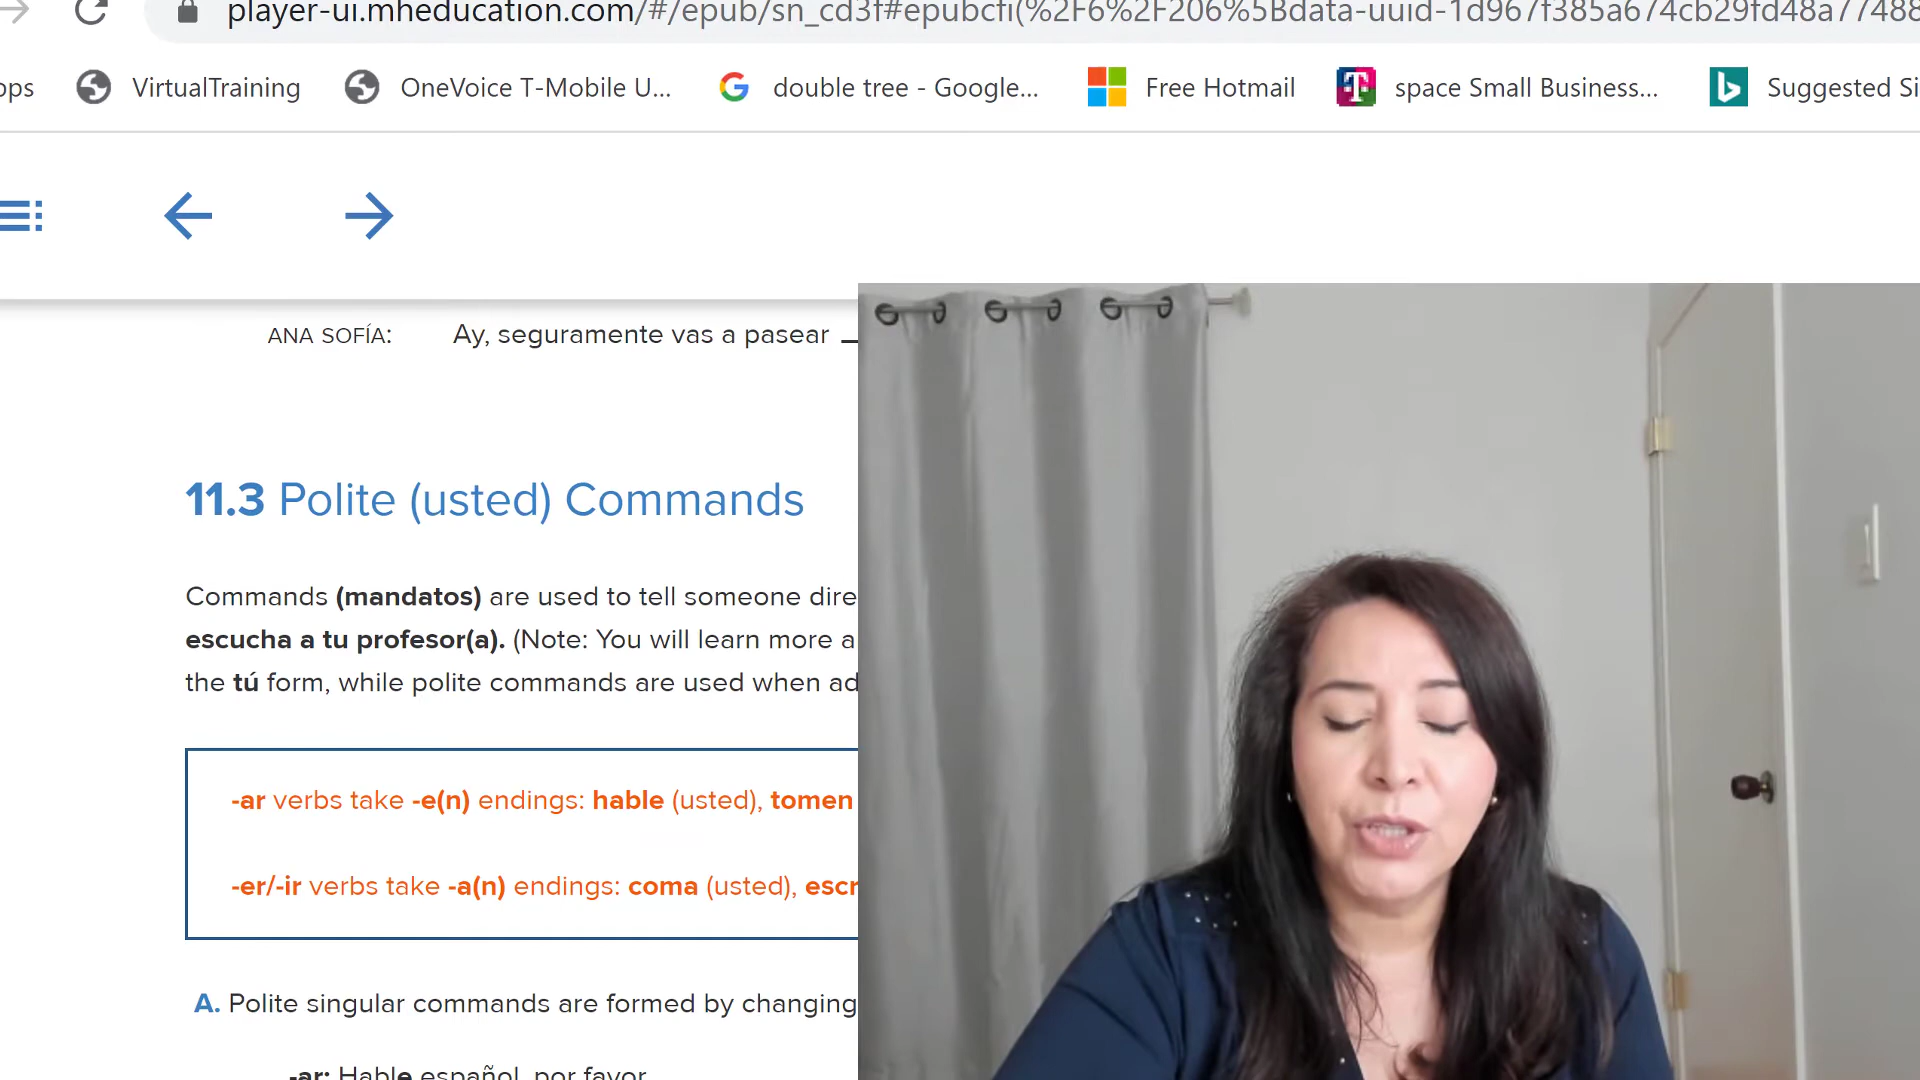 player-ui.mheducation.com/#/epub/sn_cd3f#epubcfi(%2F6%2F206%5Bdata-uuid-1d967f385a674cb29fd48a77488
ops VirtualTraining OneVoice T-Mobile U... double tree - Google... Free Hotmail space Small Business... Suggested Si
ANA SOFÍA: Ay, seguramente vas a pasear
11.3 Polite (usted) Commands
Commands (mandatos) are used to tell someone dire
escucha a tu profesor(a). (Note: You will learn more a
the tú form, while polite commands are used when ad
-ar verbs take -e(n) endings: hable (usted), tomen
-er/-ir verbs take -a(n) endings: coma (usted), escr
A. Polite singular commands are formed by changing
-ar: Hable español, por favor